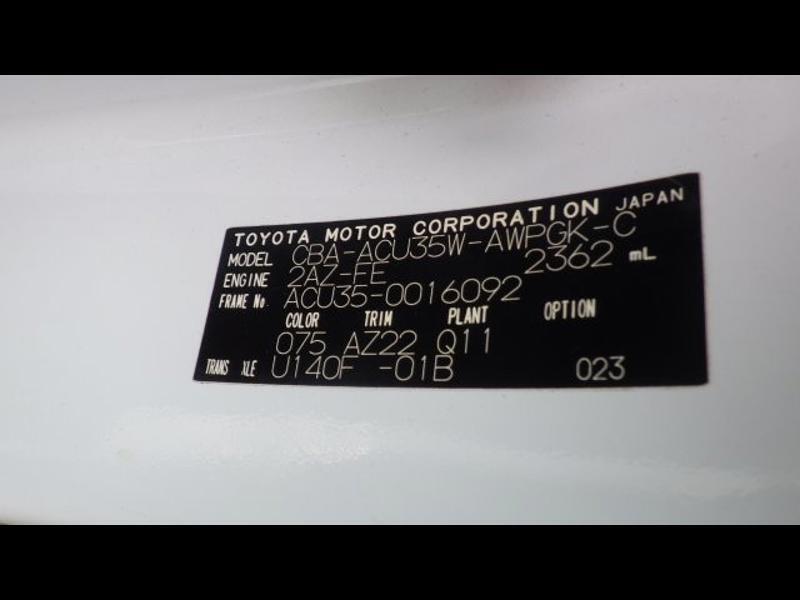 TOYOTA MOTOR CORPORATION JAPAN
MODEL CBA-ACU35W-AWPGK-C
ENGINE 2AZ-FE 2362 mL
FRAME No. ACU35-0016092
COLOR TRIM PLANT OPTION
075 AZ22 Q11
TRANS XLE U140F -01B 023